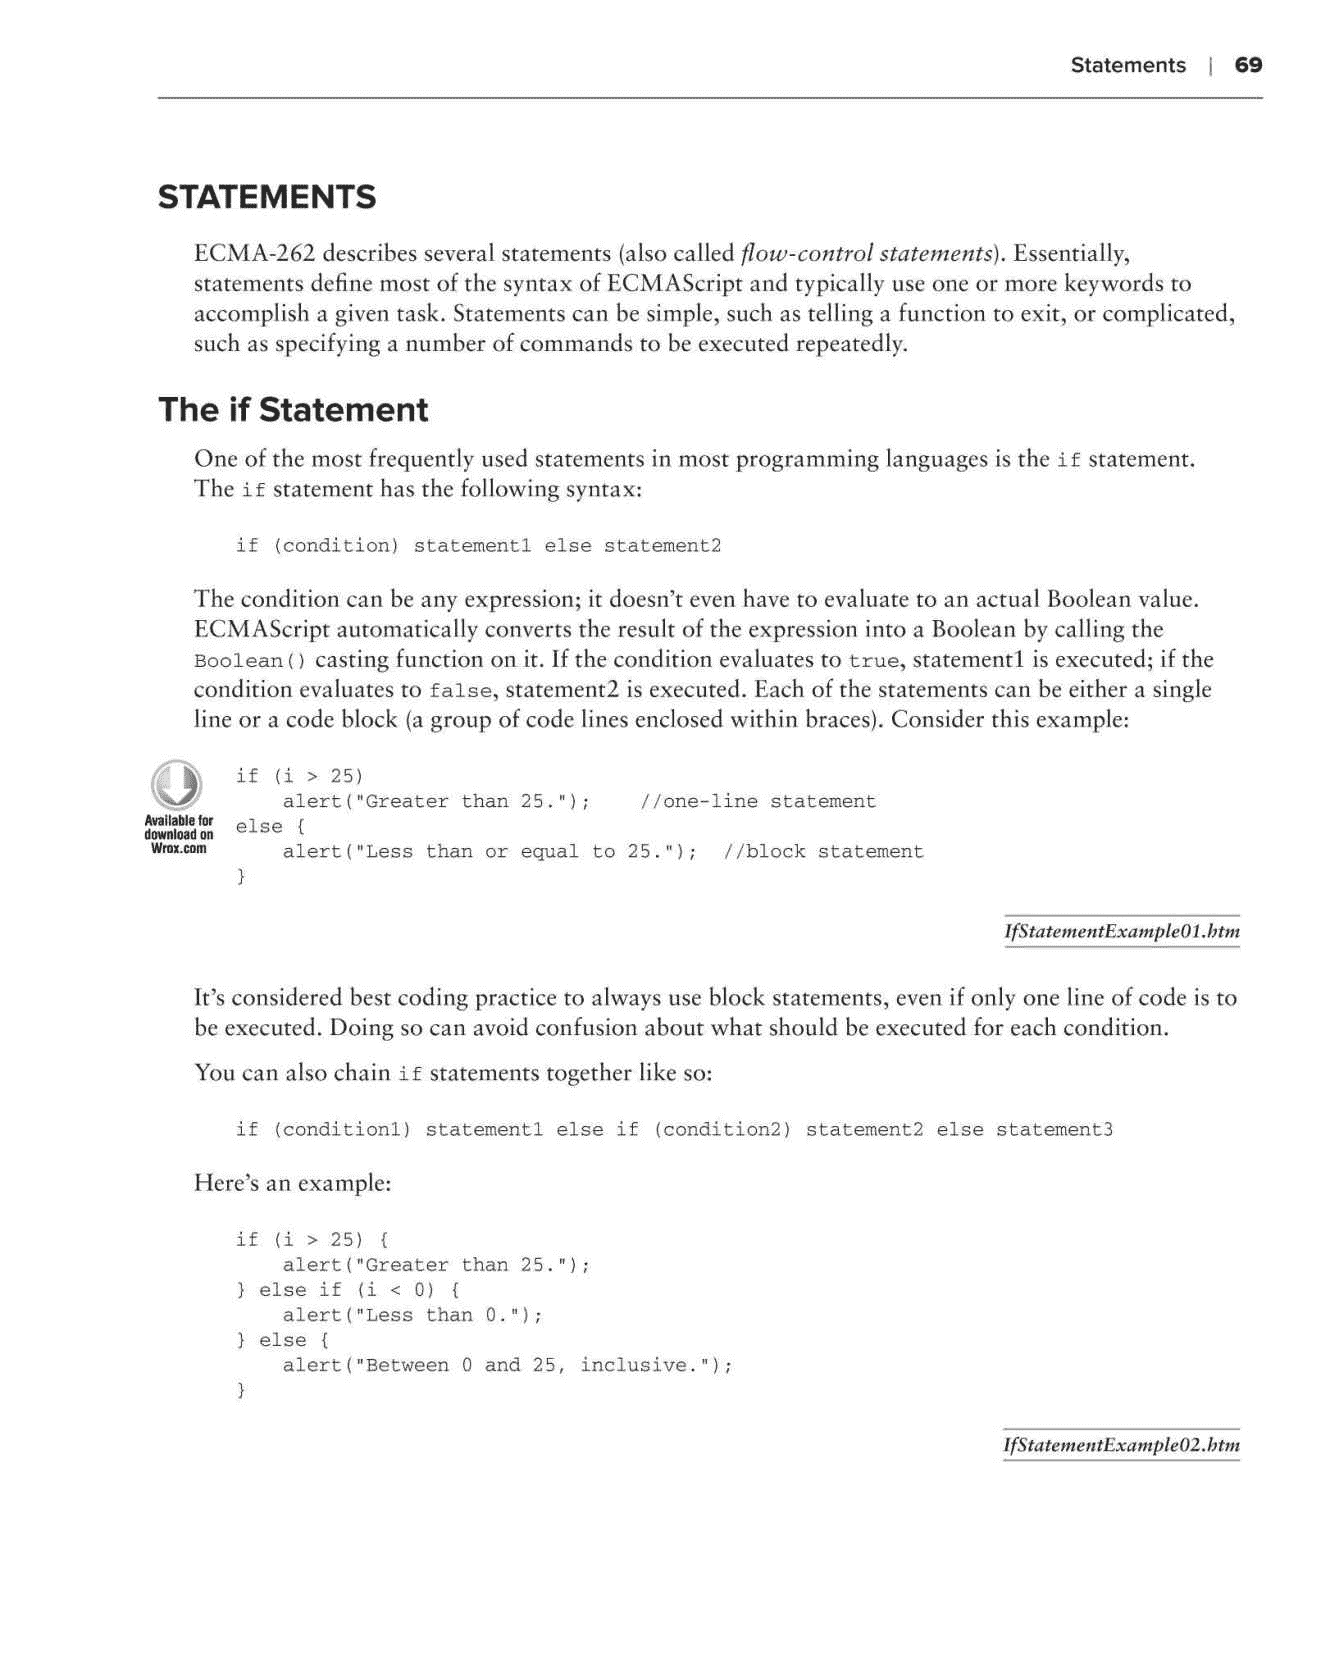 Statements | 69
STATEMENTS
ECMA-262 describes several statements (also called flow-control statements). Essentially,
statements define most of the syntax of ECMAScript and typically use one or more keywords to
accomplish a given task. Statements can be simple, such as telling a function to exit, or complicated,
such as specifying a number of commands to be executed repeatedly.
The if Statement
One of the most frequently used statements in most programming languages is the if statement.
The if statement has the following syntax:
if (condition) statement1 else statement2
The condition can be any expression; it doesn't even have to evaluate to an actual Boolean value.
ECMAScript automatically converts the result of the expression into a Boolean by calling the
Boolean() casting function on it. If the condition evaluates to true, statement1 is executed; if the
condition evaluates to false, statement2 is executed. Each of the statements can be either a single
line or a code block (a group of code lines enclosed within braces). Consider this example:
Available for
download on
Wrox.com
if (i > 25)
    alert("Greater than 25.");    //one-line statement
else {
    alert("Less than or equal to 25.");  //block statement
}
IfStatementExample01.htm
It's considered best coding practice to always use block statements, even if only one line of code is to
be executed. Doing so can avoid confusion about what should be executed for each condition.
You can also chain if statements together like so:
if (condition1) statement1 else if (condition2) statement2 else statement3
Here's an example:
if (i > 25) {
    alert("Greater than 25.");
} else if (i < 0) {
    alert("Less than 0.");
} else {
    alert("Between 0 and 25, inclusive.");
}
IfStatementExample02.htm